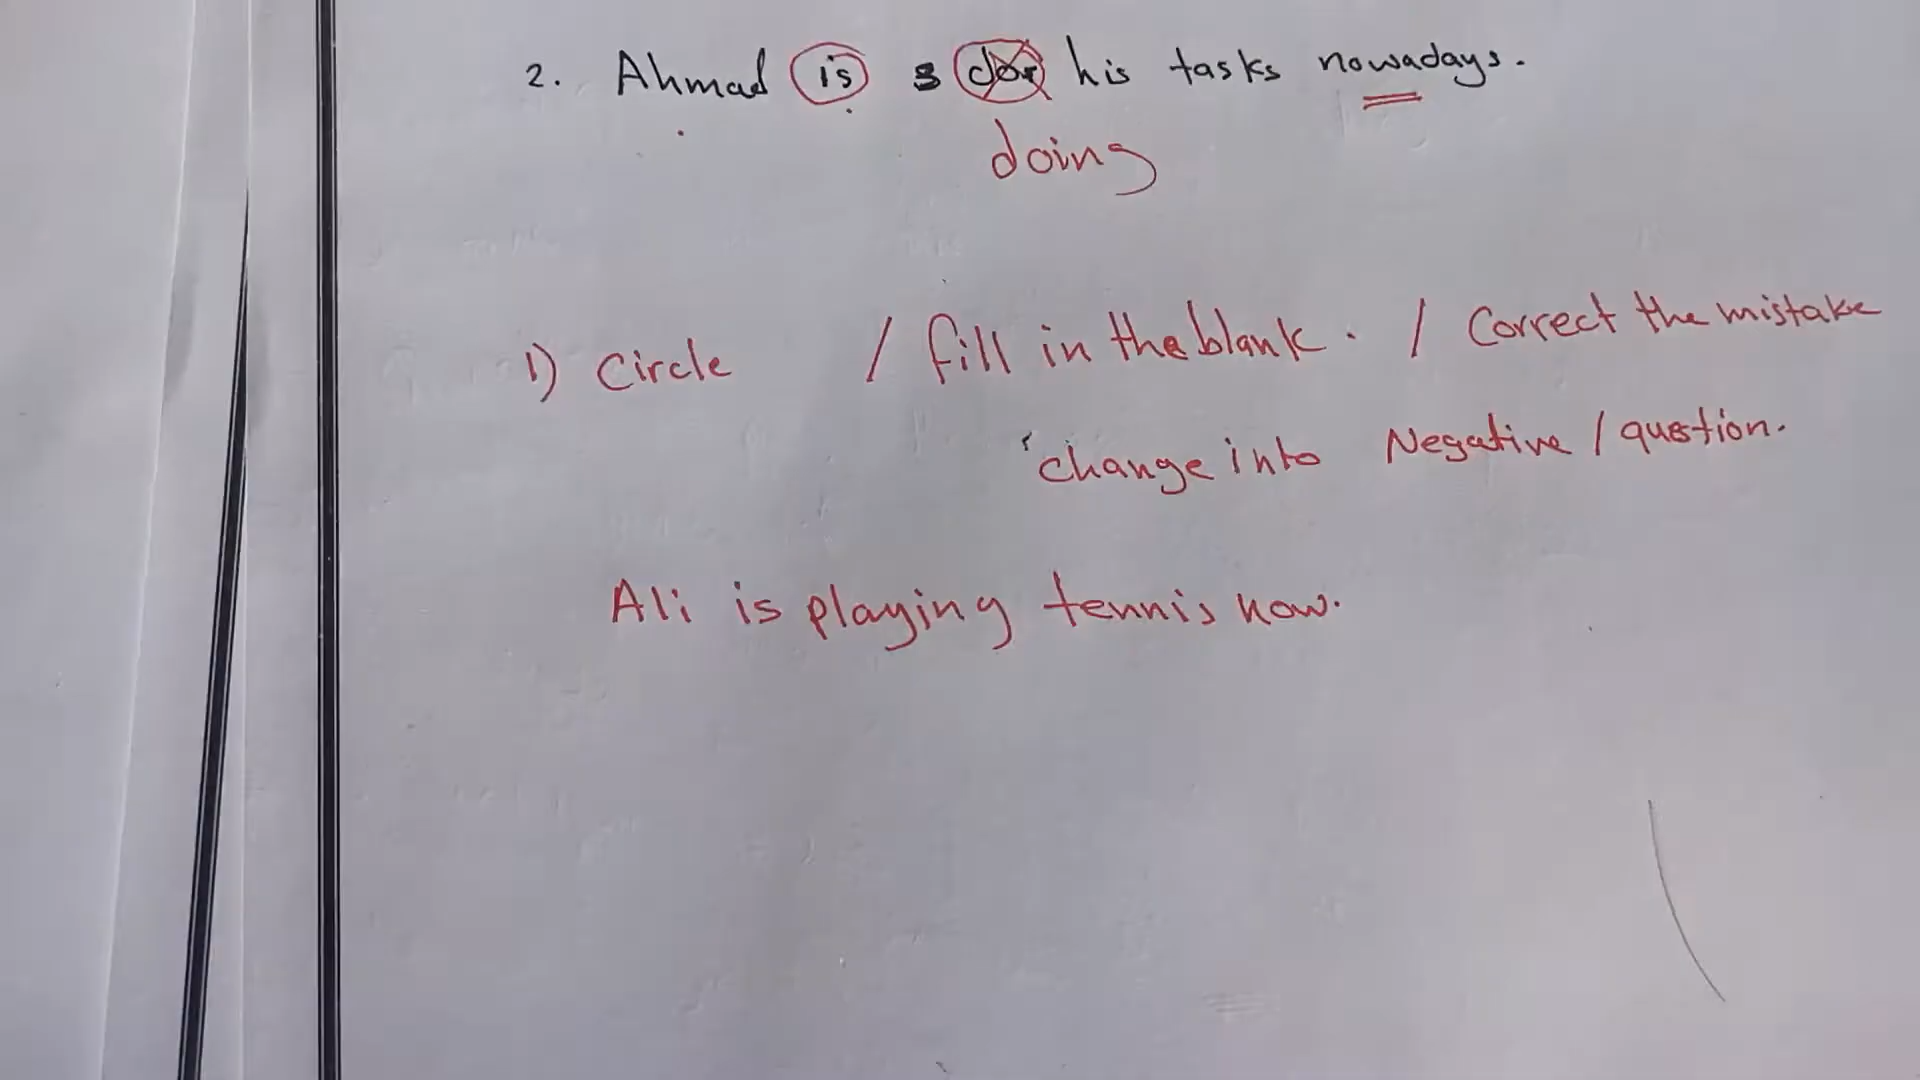 2. Ahmad is his tasks nowadays.
doing
1) Circle / fill in the blank. / Correct the mistake
change into Negative / question.
Ali is playing tennis now.